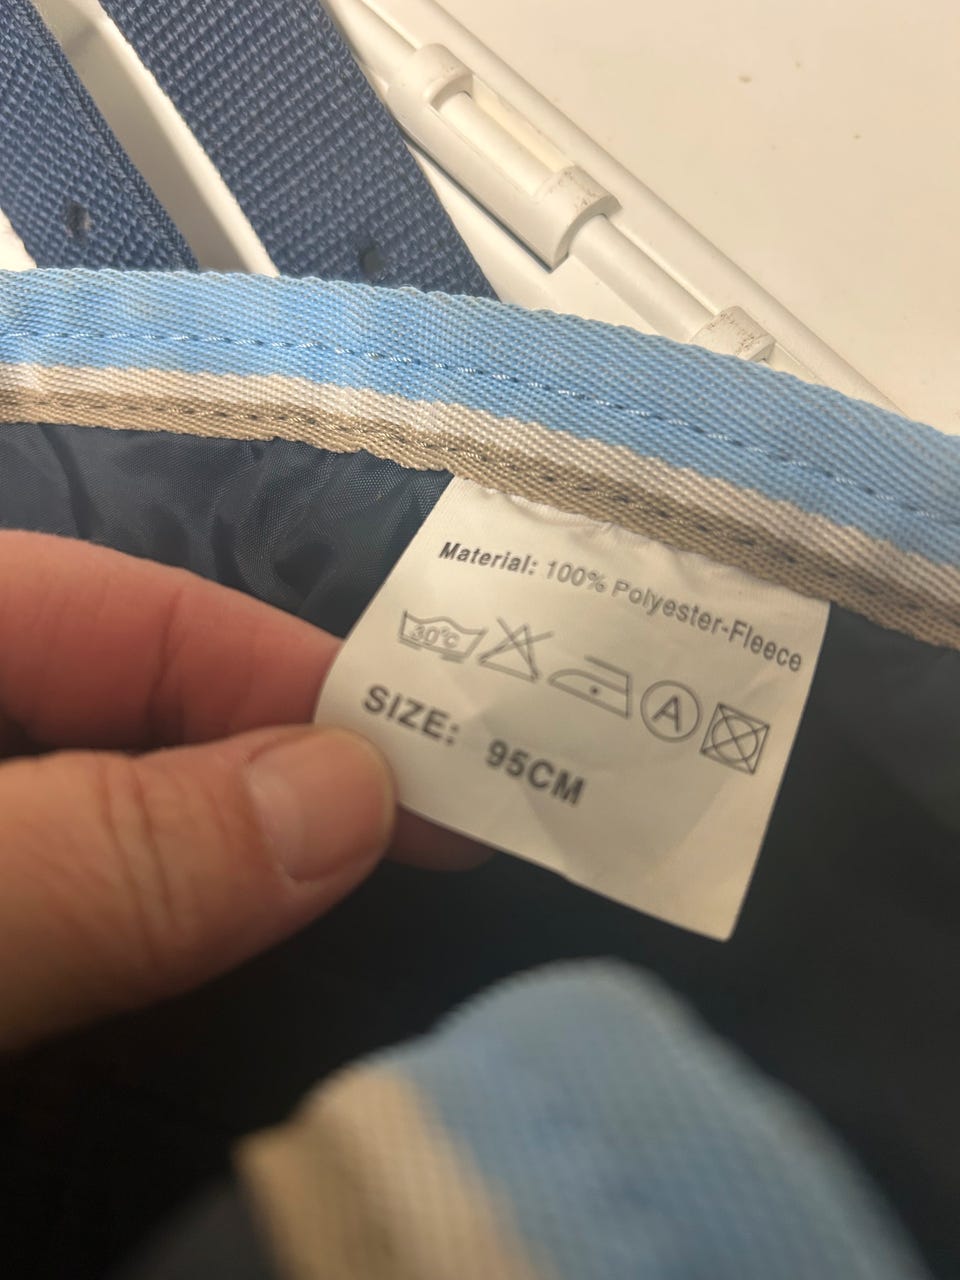 Material: 100% Polyester-Fleece
30°C A
SIZE: 95CM